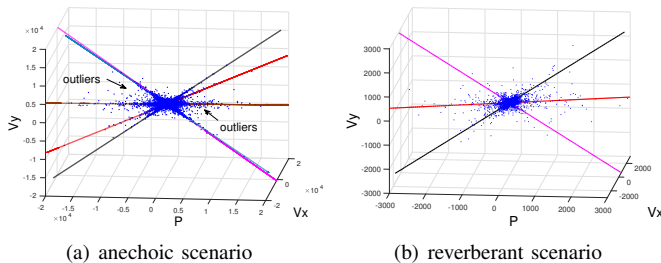 × 10⁴
2
1.5
1
0.5
0.5
0
-0.5
-1
-1.5
-2
Vy
outliers
outliers
-2 -1.5 -1 -0.5 0.5 0.5 1 1.5 2
× 10⁴
P
-2
0
2
× 10⁴
Vx
(a) anechoic scenario
3000
2000
1000
0
-1000
-2000
-3000
Vy
-3000 -2000 -1000 0 1000 2000 3000
P
-2000
0
2000
Vx
(b) reverberant scenario